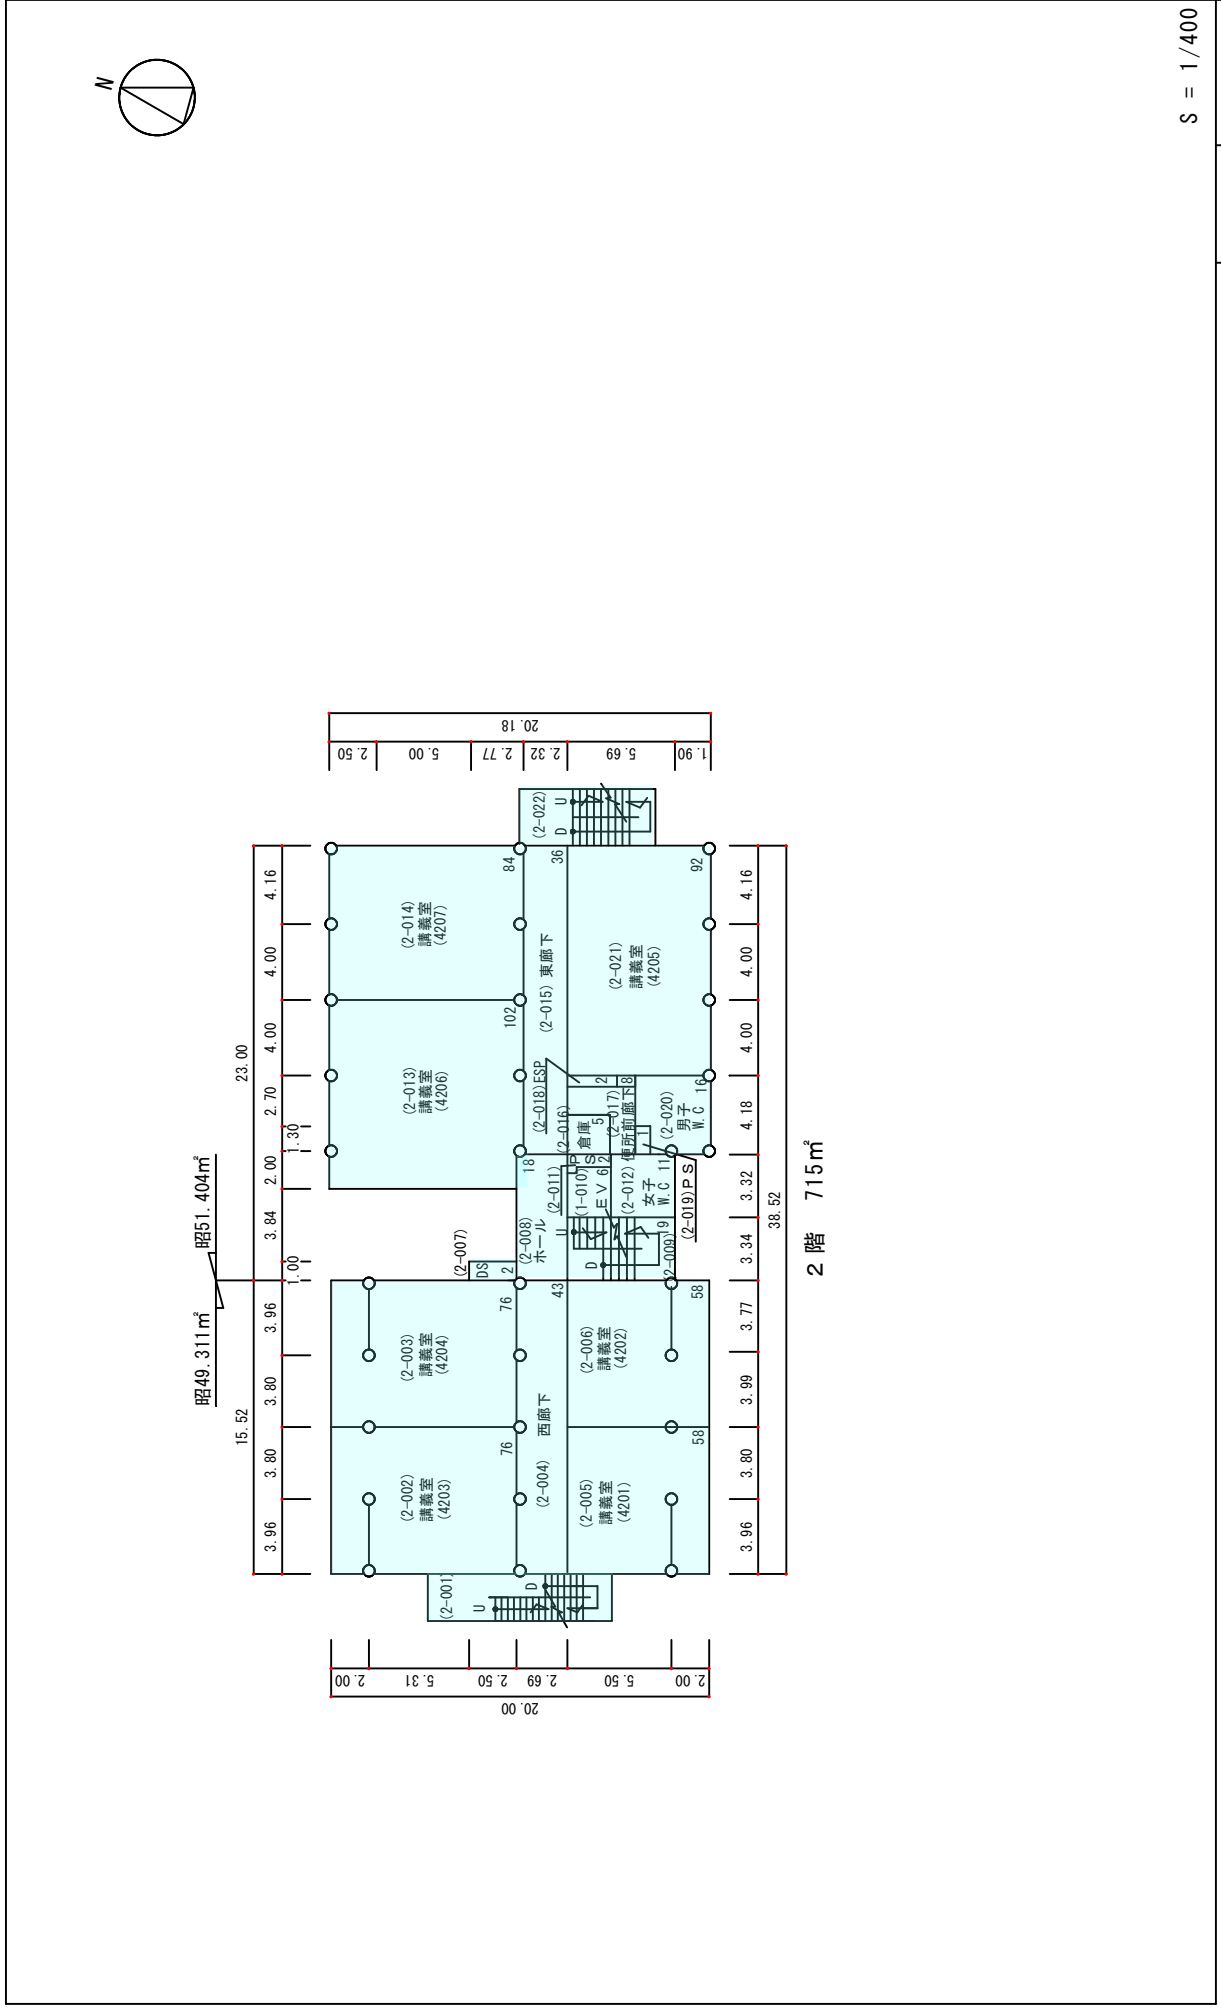 N
S = 1/400
昭49.311㎡
昭51.404㎡
15.52
23.00
3.96
3.80
3.80
3.96
1.00
3.84
2.00
1.30
2.70
4.00
4.00
4.16
20.00
2.00
5.31
2.50
2.69
5.50
2.00
(2-001)
U
D
(2-002)
講義室
(4203)
76
(2-003)
講義室
(4204)
76
(2-004)
西廊下
43
(2-005)
講義室
(4201)
58
(2-006)
講義室
(4202)
58
(2-007)
DS
2
(2-008)
ホール
18
(2-009)
19
U
D
(1-010)
EV
6
(2-011)
PS
2
(2-012)
女子
W.C
11
(2-013)
講義室
(4206)
102
(2-014)
講義室
(4207)
84
(2-015) 東廊下
36
(2-016)
倉庫
5
(2-017)
便所前廊下
8
(2-018)ESP
2
(2-019)PS
1
(2-020)
男子
W.C
16
(2-021)
講義室
(4205)
92
(2-022)
D
U
2.50
5.00
2.77
2.32
5.69
1.90
20.18
3.96
3.80
3.99
3.77
3.34
3.32
4.18
4.00
4.00
4.16
38.52
2階 715㎡